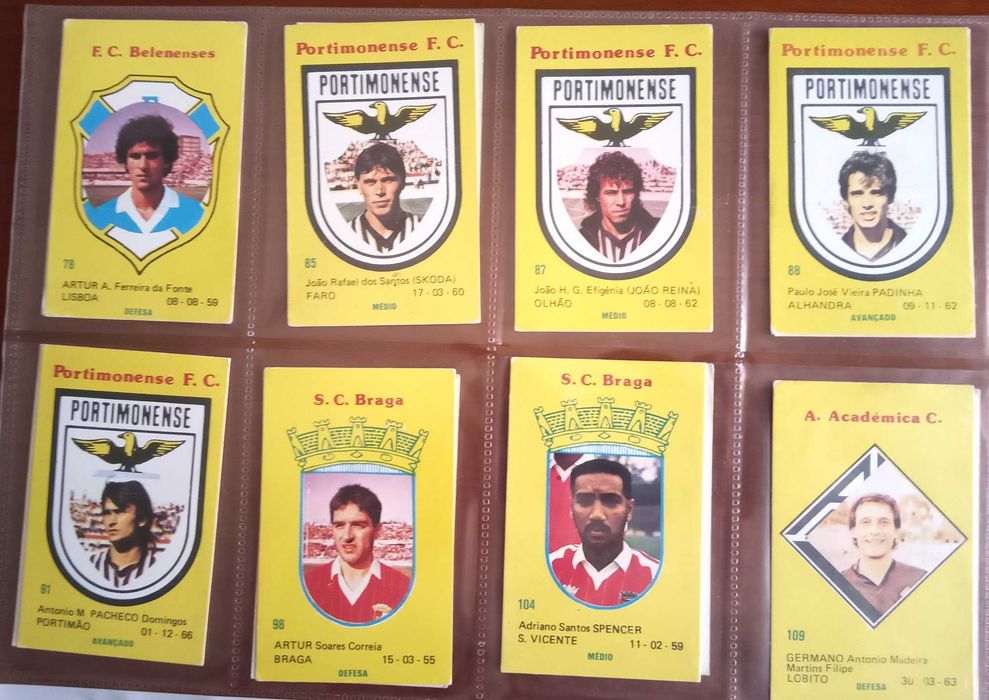 F. C. Belenenses
78
ARTUR A. Ferreira da Fonte
LISBOA 08 - 08 - 59
DEFESA
Portimonense F. C.
PORTIMONENSE
85
João Rafael dos Santos (SKODA)
FARO 17 - 03 - 60
MÉDIO
Portimonense F. C.
PORTIMONENSE
87
João H. G. Efigénia (JOÃO REINA)
OLHÃO 08 - 08 - 62
MÉDIO
Portimonense F. C.
PORTIMONENSE
88
Paulo José Vieira PADINHA
ALHANDRA 09 - 11 - 62
AVANÇADO
Portimonense F. C.
PORTIMONENSE
91
Antonio M PACHECO Domingos
PORTIMÃO 01 - 12 - 66
AVANÇADO
S. C. Braga
98
ARTUR Soares Correia
BRAGA 15 - 03 - 55
DEFESA
S. C. Braga
104
Adriano Santos SPENCER
S. VICENTE 11 - 02 - 59
MÉDIO
A. Académica C.
109
GERMANO Antonio Madeira
Martins Filipe
LOBITO 30 - 03 - 63
DEFESA